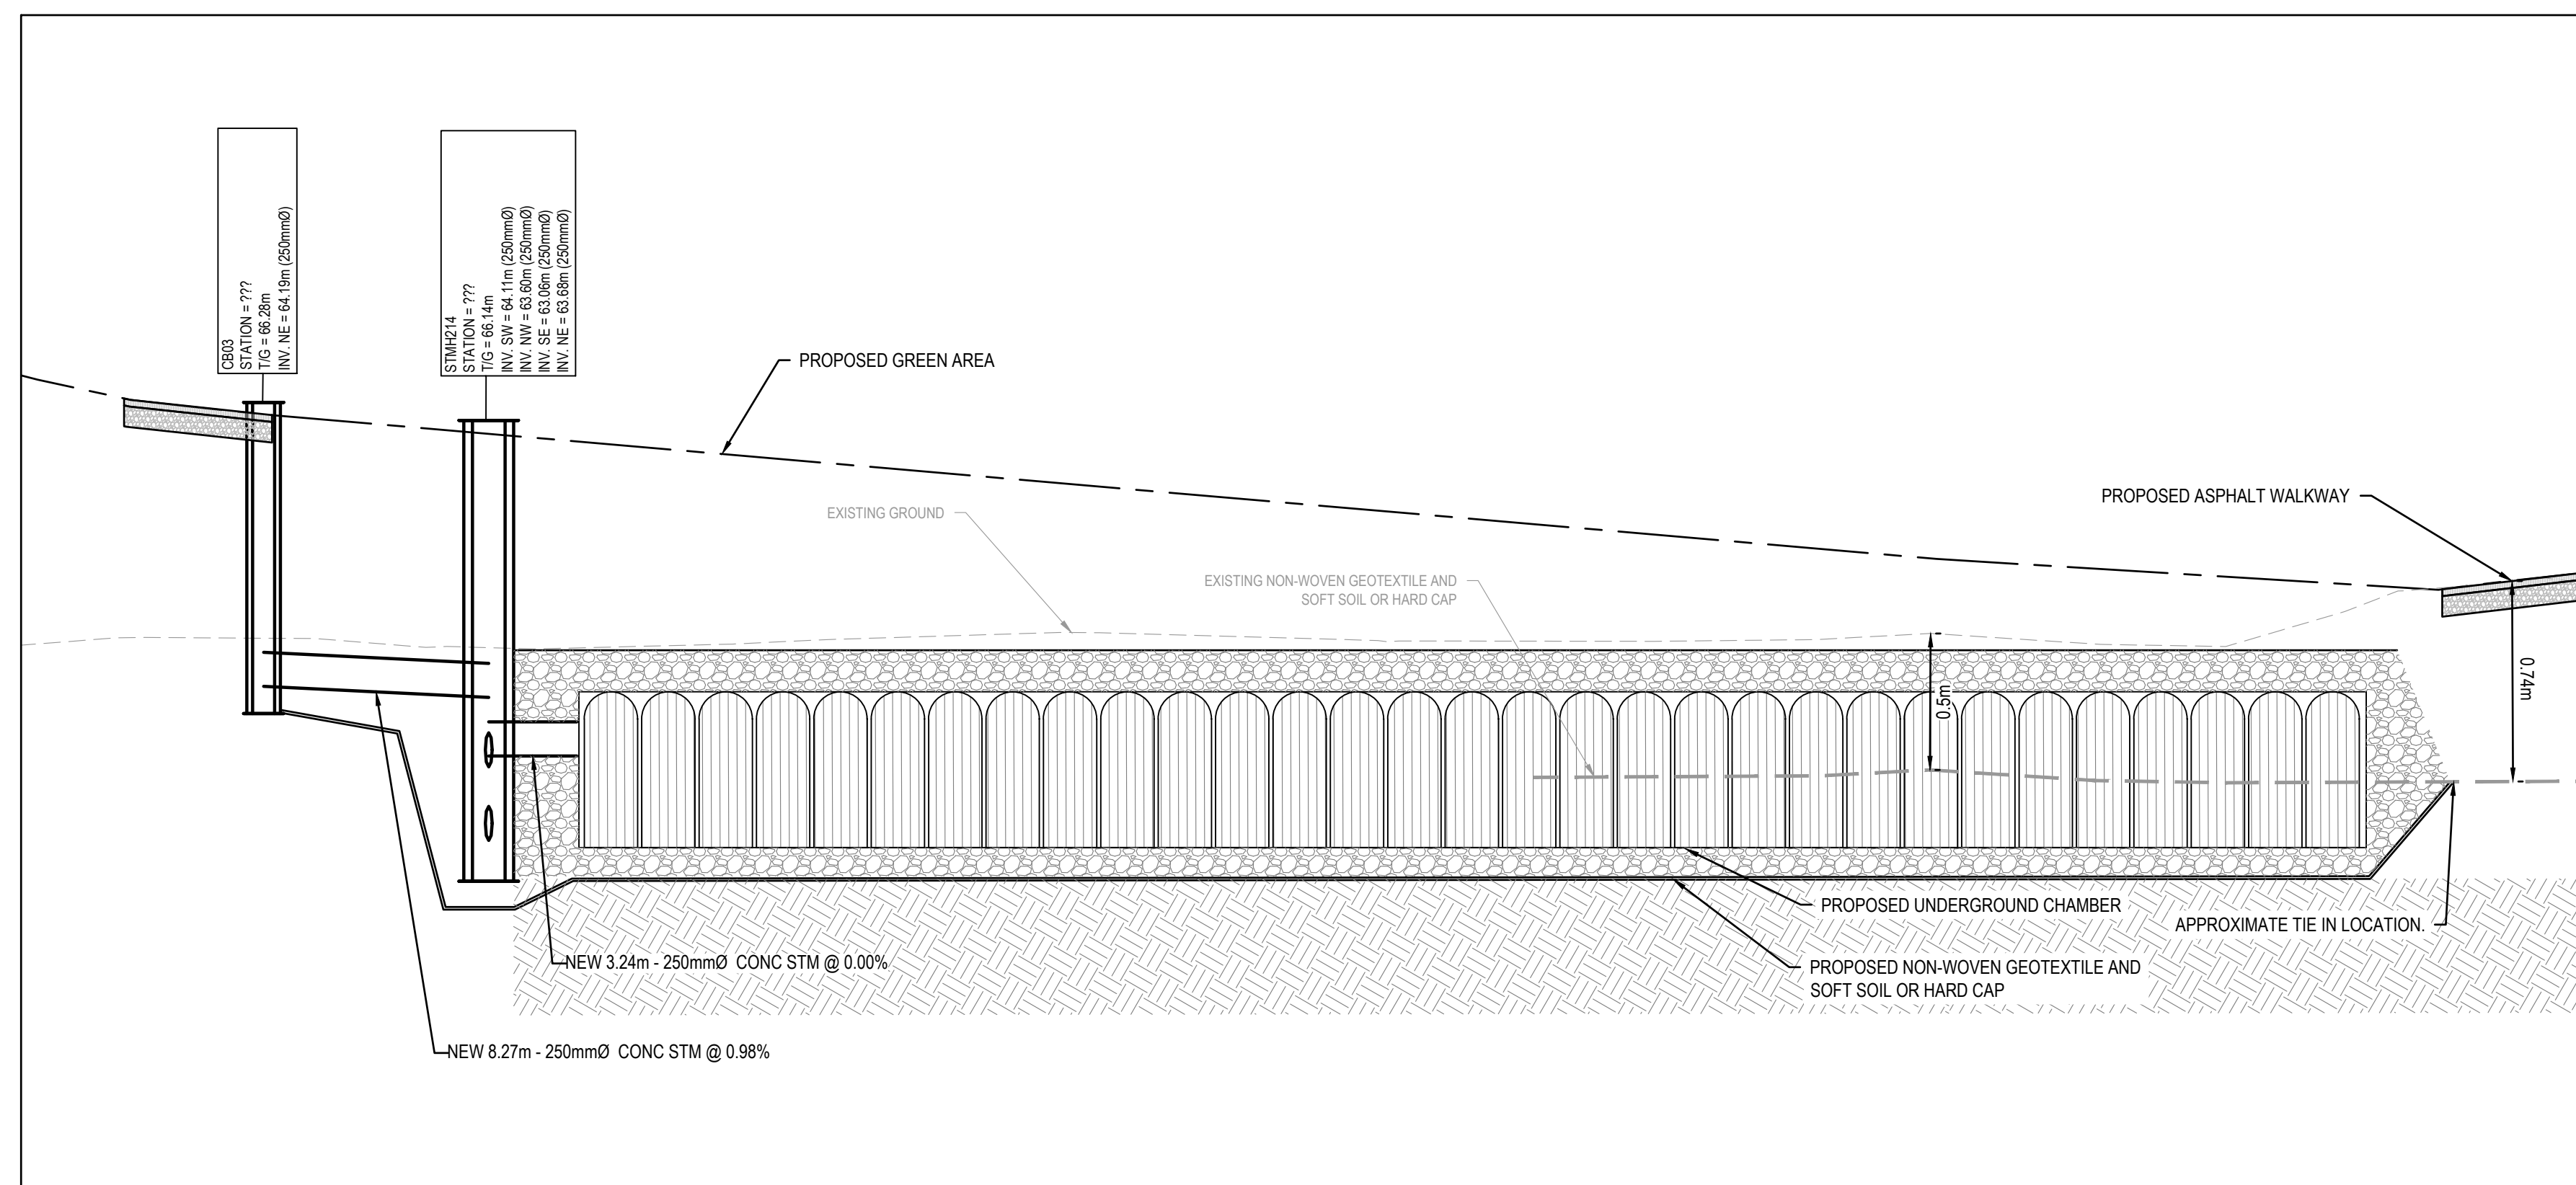 CB03
STATION = ???
T/G = 66.28m
INV. NE = 64.19m (250mmØ)
STMH214
STATION = ???
T/G = 66.14m
INV. SW = 64.11m (250mmØ)
INV. NW = 63.60m (250mmØ)
INV. SE = 63.06m (250mmØ)
INV. NE = 63.68m (250mmØ)
PROPOSED GREEN AREA
EXISTING GROUND
PROPOSED ASPHALT WALKWAY
EXISTING NON-WOVEN GEOTEXTILE AND
SOFT SOIL OR HARD CAP
0.5m
0.74m
PROPOSED UNDERGROUND CHAMBER
APPROXIMATE TIE IN LOCATION.
NEW 3.24m - 250mmØ CONC STM @ 0.00%
PROPOSED NON-WOVEN GEOTEXTILE AND
SOFT SOIL OR HARD CAP
NEW 8.27m - 250mmØ CONC STM @ 0.98%